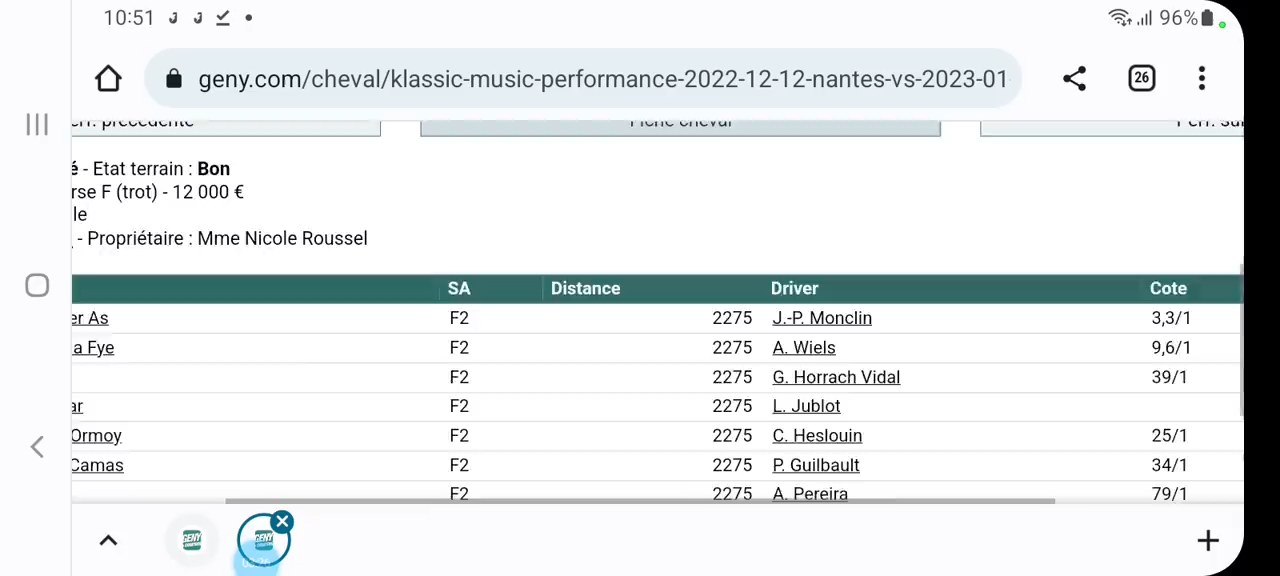 10:51 96%
geny.com/cheval/klassic-music-performance-2022-12-12-nantes-vs-2023-01
26
Fiche cheval
é - Etat terrain : Bon
rse F (trot) - 12 000 €
le
. - Propriétaire : Mme Nicole Roussel
SA Distance Driver Cote
er As F2 2275 J.-P. Monclin 3,3/1
a Fye F2 2275 A. Wiels 9,6/1
F2 2275 G. Horrach Vidal 39/1
ar F2 2275 L. Jublot
Ormoy F2 2275 C. Heslouin 25/1
Camas F2 2275 P. Guilbault 34/1
F2 2275 A. Pereira 79/1
GENY GENY